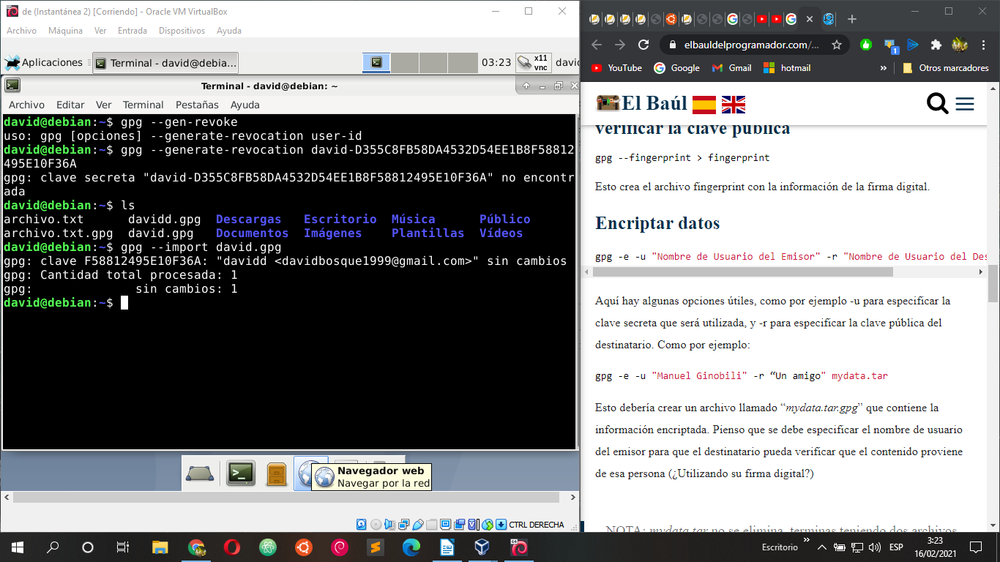 de (Instantánea 2) [Corriendo] - Oracle VM VirtualBox
Archivo Máquina Ver Entrada Dispositivos Ayuda
Aplicaciones Terminal - david@debia... 03:23 x11 vnc david
Terminal - david@debian: ~
Archivo Editar Ver Terminal Pestañas Ayuda
david@debian:~$ gpg --gen-revoke
uso: gpg [opciones] --generate-revocation user-id
david@debian:~$ gpg --generate-revocation david-D355C8FB58DA4532D54EE1B8F58812
495E10F36A
gpg: clave secreta "david-D355C8FB58DA4532D54EE1B8F58812495E10F36A" no encontr
ada
david@debian:~$ ls
archivo.txt davidd.gpg Descargas Escritorio Música Público
archivo.txt.gpg david.gpg Documentos Imágenes Plantillas Vídeos
david@debian:~$ gpg --import david.gpg
gpg: clave F58812495E10F36A: "davidd <davidbosque1999@gmail.com>" sin cambios
gpg: Cantidad total procesada: 1
gpg: sin cambios: 1
david@debian:~$
Navegador web
Navegar por la red
CTRL DERECHA
elbauldelprogramador.com/...
1
YouTube Google Gmail hotmail » Otros marcadores
El Baúl
verificar la clave pública
gpg --fingerprint > fingerprint
Esto crea el archivo fingerprint con la información de la firma digital.
Encriptar datos
gpg -e -u "Nombre de Usuario del Emisor" -r "Nombre de Usuario del Des
Aquí hay algunas opciones útiles, como por ejemplo -u para especificar la
clave secreta que será utilizada, y -r para especificar la clave pública del
destinatario. Como por ejemplo:
gpg -e -u "Manuel Ginobili" -r “Un amigo" mydata.tar
Esto debería crear un archivo llamado “mydata.tar.gpg” que contiene la
información encriptada. Pienso que se debe especificar el nombre de usuario
del emisor para que el destinatario pueda verificar que el contenido proviene
de esa persona (¿Utilizando su firma digital?)
NOTA: mydata.tar no se elimina, terminas teniendo dos archivos
Escritorio » ESP 3:23
16/02/2021